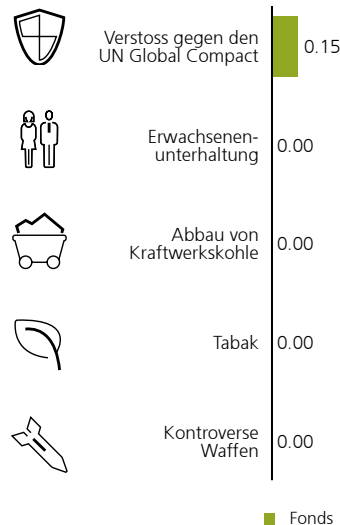 Verstoss gegen den
UN Global Compact
0.15
Erwachsenen-
unterhaltung
0.00
Abbau von
Kraftwerkskohle
0.00
Tabak
0.00
Kontroverse
Waffen
0.00
Fonds